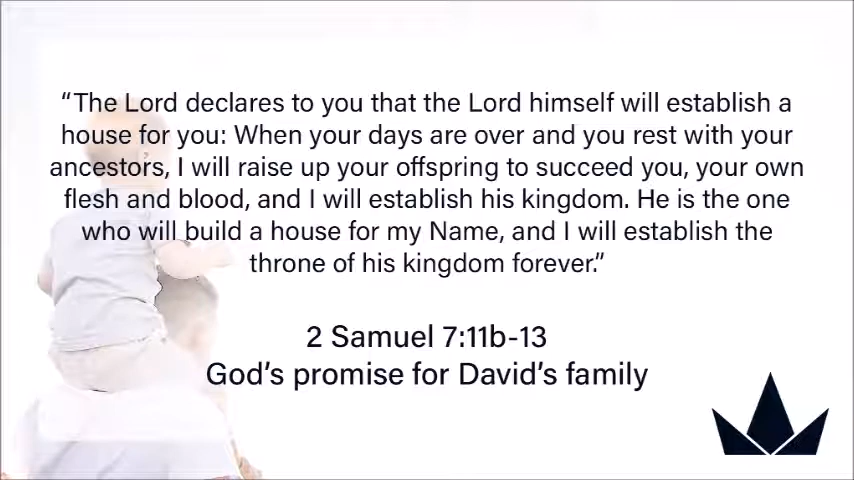 “The Lord declares to you that the Lord himself will establish a
house for you: When your days are over and you rest with your
ancestors, I will raise up your offspring to succeed you, your own
flesh and blood, and I will establish his kingdom. He is the one
who will build a house for my Name, and I will establish the
throne of his kingdom forever.”
2 Samuel 7:11b-13
God’s promise for David’s family